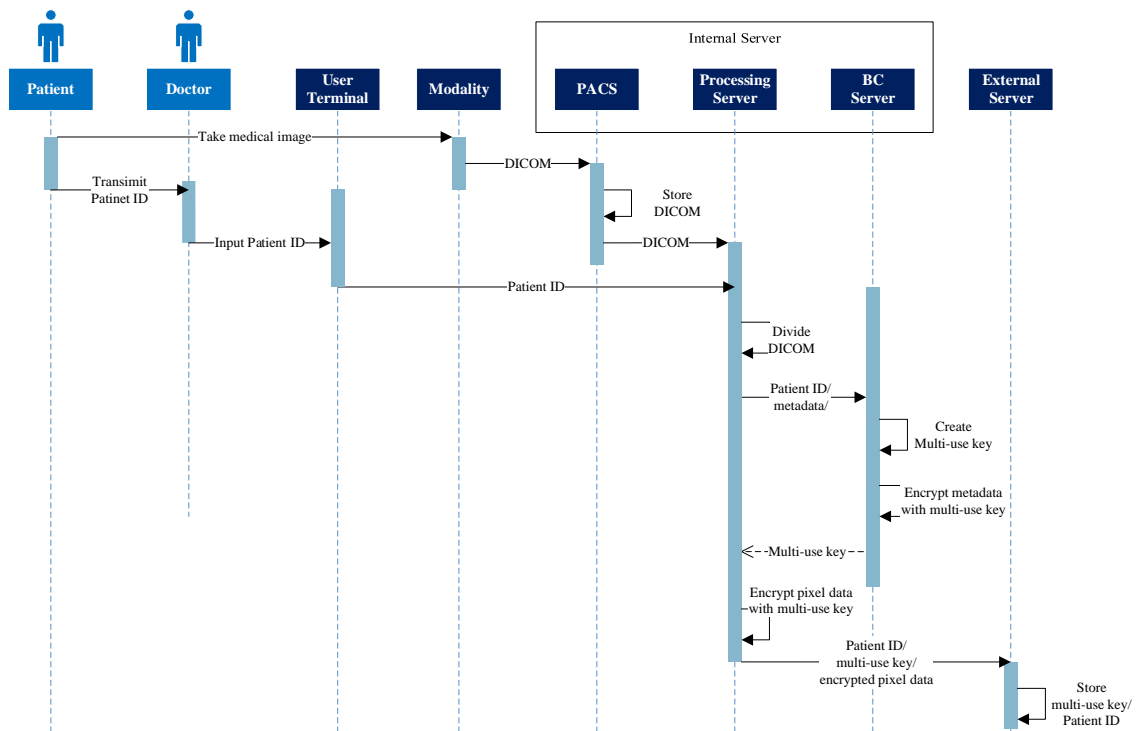 Internal Server
Patient
Doctor
User
Terminal
Modality
PACS
Processing
Server
BC
Server
External
Server
Take medical image
DICOM
Transimit
Patinet ID
Store
DICOM
Input Patient ID
DICOM
Patient ID
Divide
DICOM
Patient ID/
metadata/
Create
Multi-use key
Encrypt metadata
with multi-use key
Multi-use key
Encrypt pixel data
with multi-use key
Patient ID/
multi-use key/
encrypted pixel data
Store
multi-use key/
Patient ID